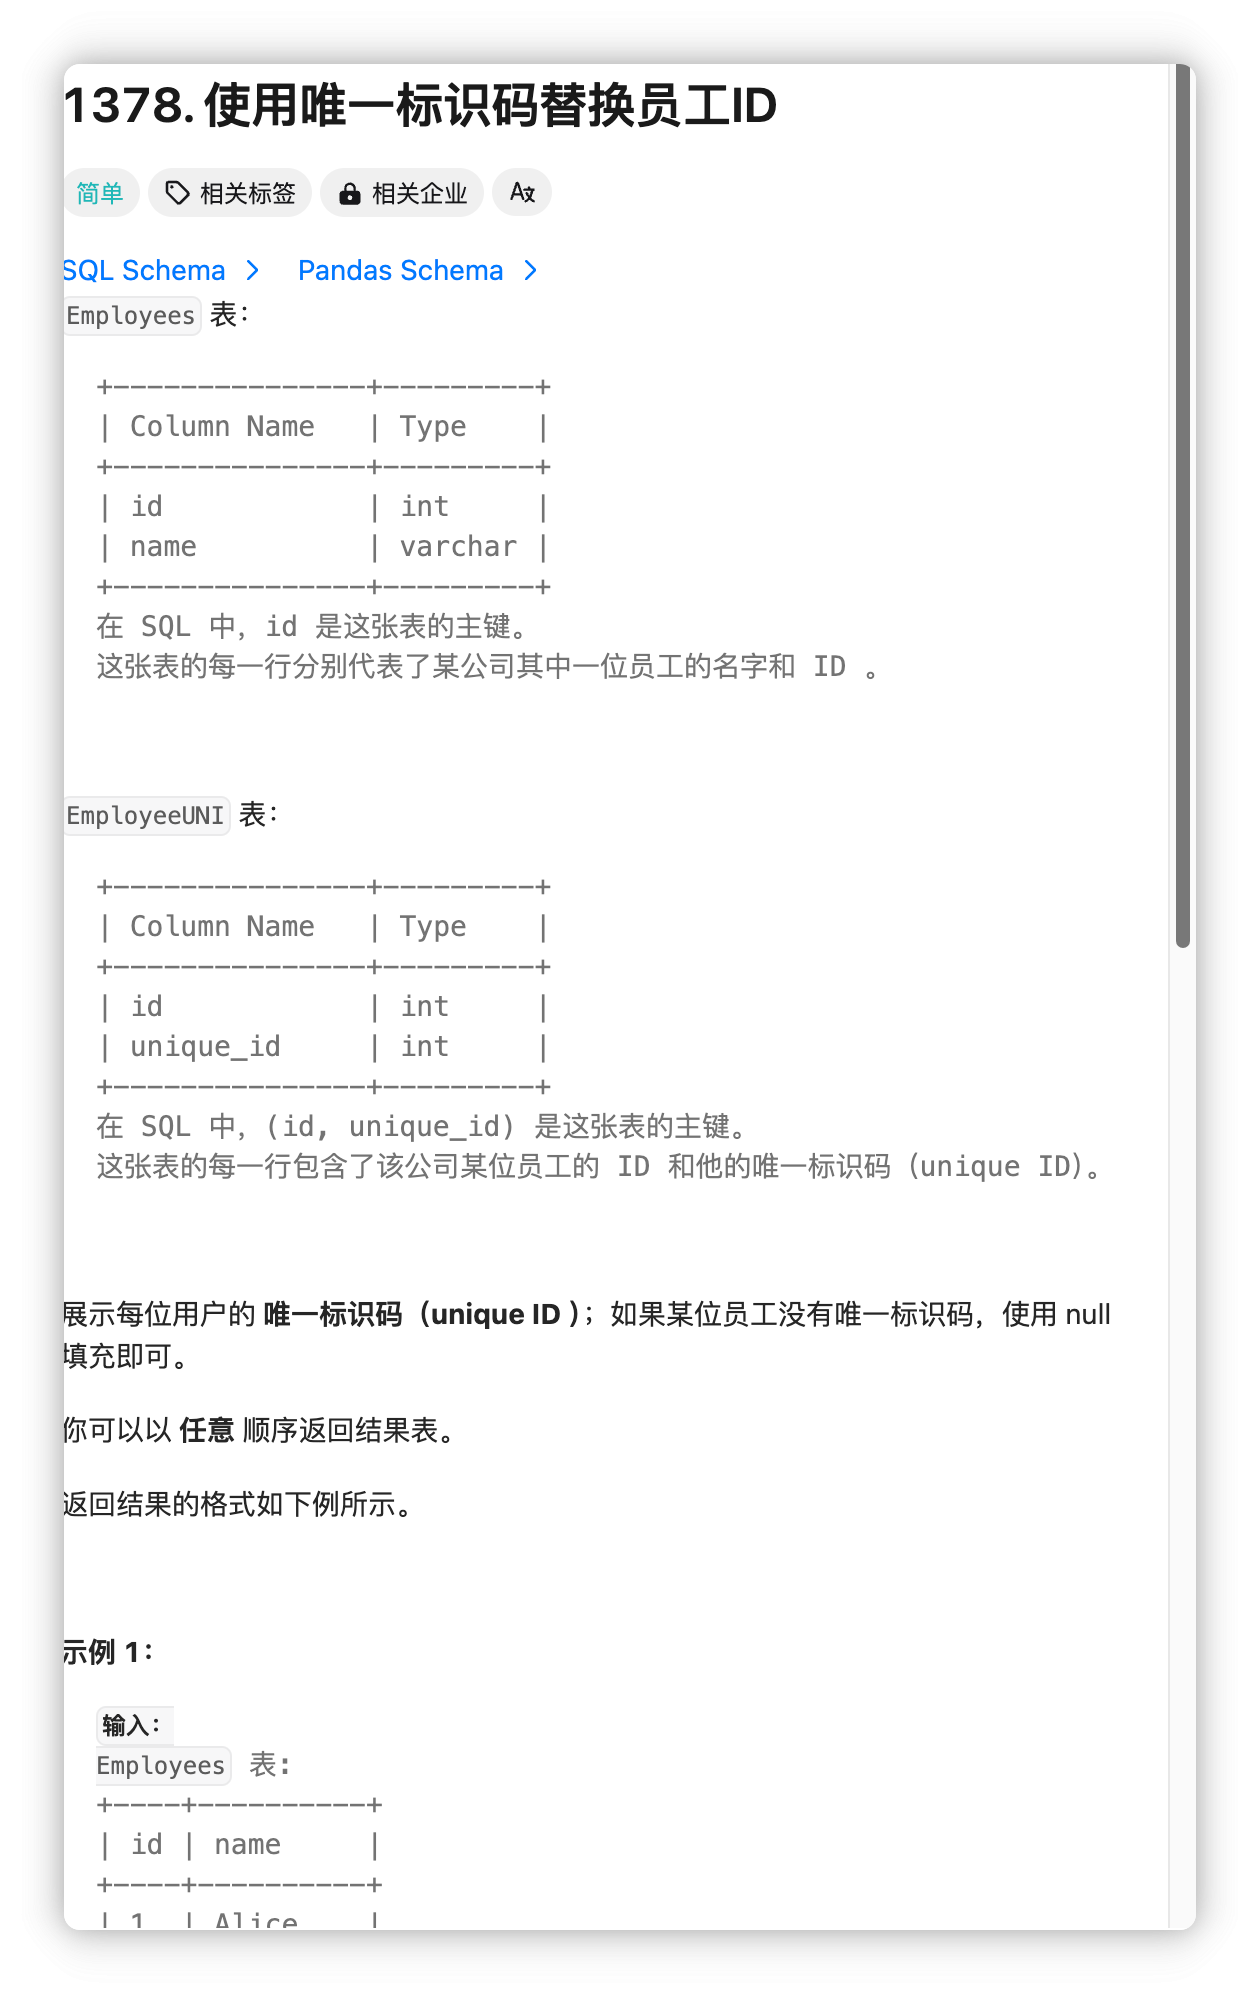 1378. 使用唯一标识码替换员工ID
简单 相关标签 相关企业
SQL Schema > Pandas Schema >
Employees 表：
+---------------+---------+
| Column Name   | Type    |
+---------------+---------+
| id            | int     |
| name          | varchar |
+---------------+---------+
在 SQL 中，id 是这张表的主键。
这张表的每一行分别代表了某公司其中一位员工的名字和 ID 。
EmployeeUNI 表：
+---------------+---------+
| Column Name   | Type    |
+---------------+---------+
| id            | int     |
| unique_id     | int     |
+---------------+---------+
在 SQL 中，(id, unique_id) 是这张表的主键。
这张表的每一行包含了该公司某位员工的 ID 和他的唯一标识码（unique ID）。
展示每位用户的 唯一标识码（unique ID ）；如果某位员工没有唯一标识码，使用 null
填充即可。
你可以以 任意 顺序返回结果表。
返回结果的格式如下例所示。
示例 1：
输入：
Employees 表:
+----+----------+
| id | name     |
+----+----------+
| 1  | Alice    |